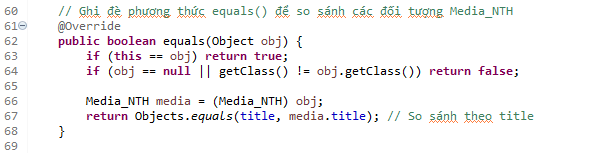 60 // Ghi đè phương thức equals() để so sánh các đối tượng Media_NTH
61 @Override
62 public boolean equals(Object obj) {
63 if (this == obj) return true;
64 if (obj == null || getClass() != obj.getClass()) return false;
65
66 Media_NTH media = (Media_NTH) obj;
67 return Objects.equals(title, media.title); // So sánh theo title
68 }
69